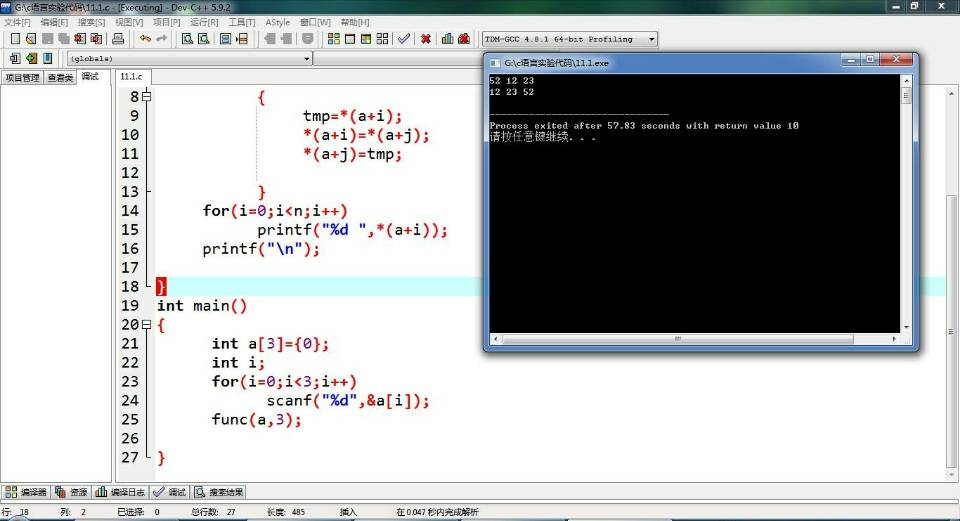 G:\c语言实验代码\11.1.c - [Executing] - Dev-C++ 5.9.2
文件[F] 编辑[E] 搜索[S] 视图[V] 项目[P] 运行[R] 工具[T] AStyle 窗口[W] 帮助[H]
TDM-GCC 4.8.1 64-bit Profiling
(globals)
项目管理 查看类 调试 11.1.c
8 {
9 tmp=*(a+i);
10 *(a+i)=*(a+j);
11 *(a+j)=tmp;
12
13 }
14 for(i=0;i<n;i++)
15 printf("%d ",*(a+i));
16 printf("\n");
17
18 }
19 int main()
20 {
21 int a[3]={0};
22 int i;
23 for(i=0;i<3;i++)
24 scanf("%d",&a[i]);
25 func(a,3);
26
27 }
G:\c语言实验代码\11.1.exe
52 12 23
12 23 52
--------------------------------
Process exited after 57.83 seconds with return value 10
请按任意键继续. . .
编译器 资源 编译日志 调试 搜索结果
行: 18 列: 2 已选择: 0 总行数: 27 长度: 485 插入 在 0.047 秒内完成解析